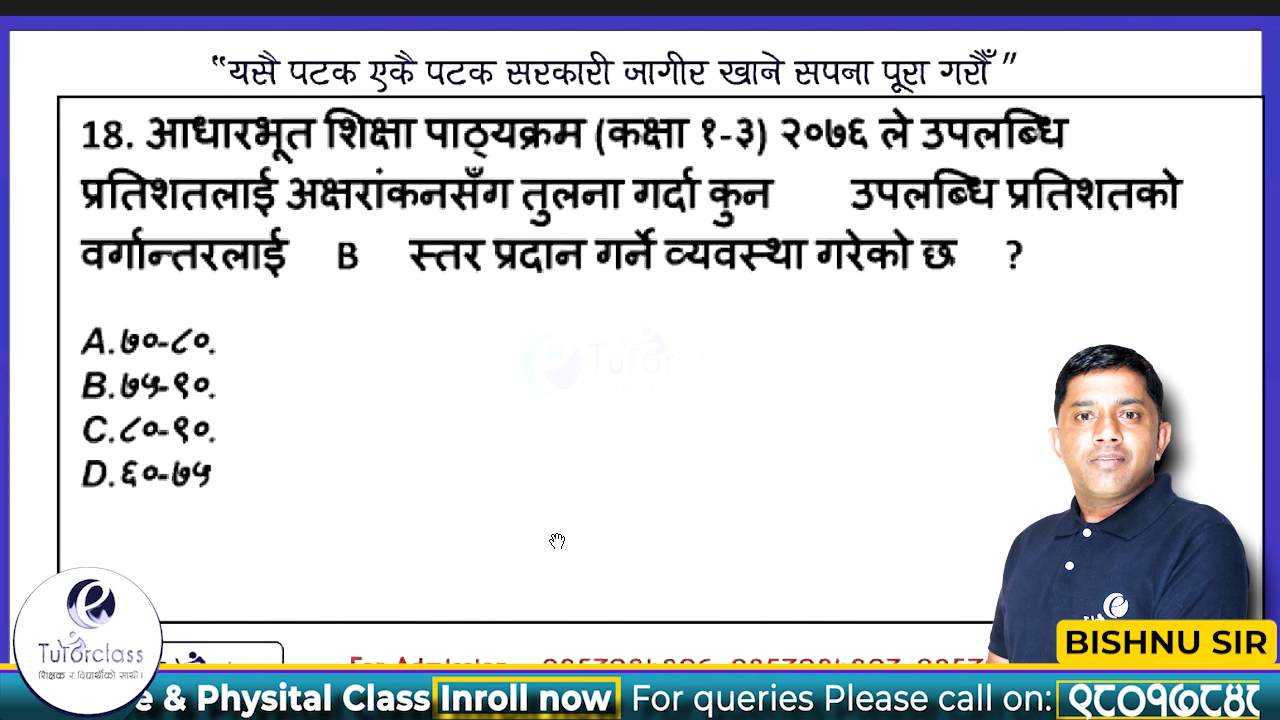 “यसै पटक एकै पटक सरकारी जागीर खाने सपना पूरा गरौँ ”
18. आधारभूत शिक्षा पाठ्यक्रम (कक्षा १-३) २०७६ ले उपलब्धि
प्रतिशतलाई अक्षरांकनसँग तुलना गर्दा कुन उपलब्धि प्रतिशतको
वर्गान्तरलाई B स्तर प्रदान गर्ने व्यवस्था गरेको छ ?
A.७०-८०.
B.७५-९०.
C.८०-९०.
D.६०-७५
Tutorclass
शिक्षक र विद्यार्थीको साथी।
BISHNU SIR
e & Physital Class Inroll now For queries Please call on: ९८०१७८४८